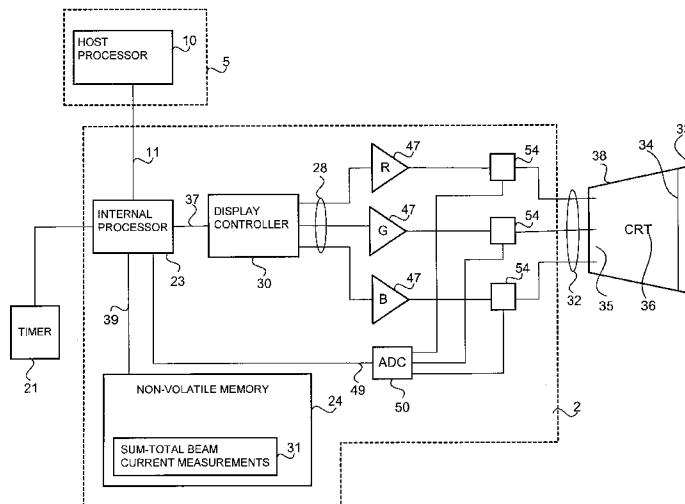 HOST
PROCESSOR
10
5
11
INTERNAL
PROCESSOR
23
37
DISPLAY
CONTROLLER
30
28
R
47
G
47
B
47
54
54
54
32
38
34
CRT
35
36
TIMER
21
39
49
ADC
50
NON-VOLATILE MEMORY
24
SUM-TOTAL BEAM
CURRENT MEASUREMENTS
31
2